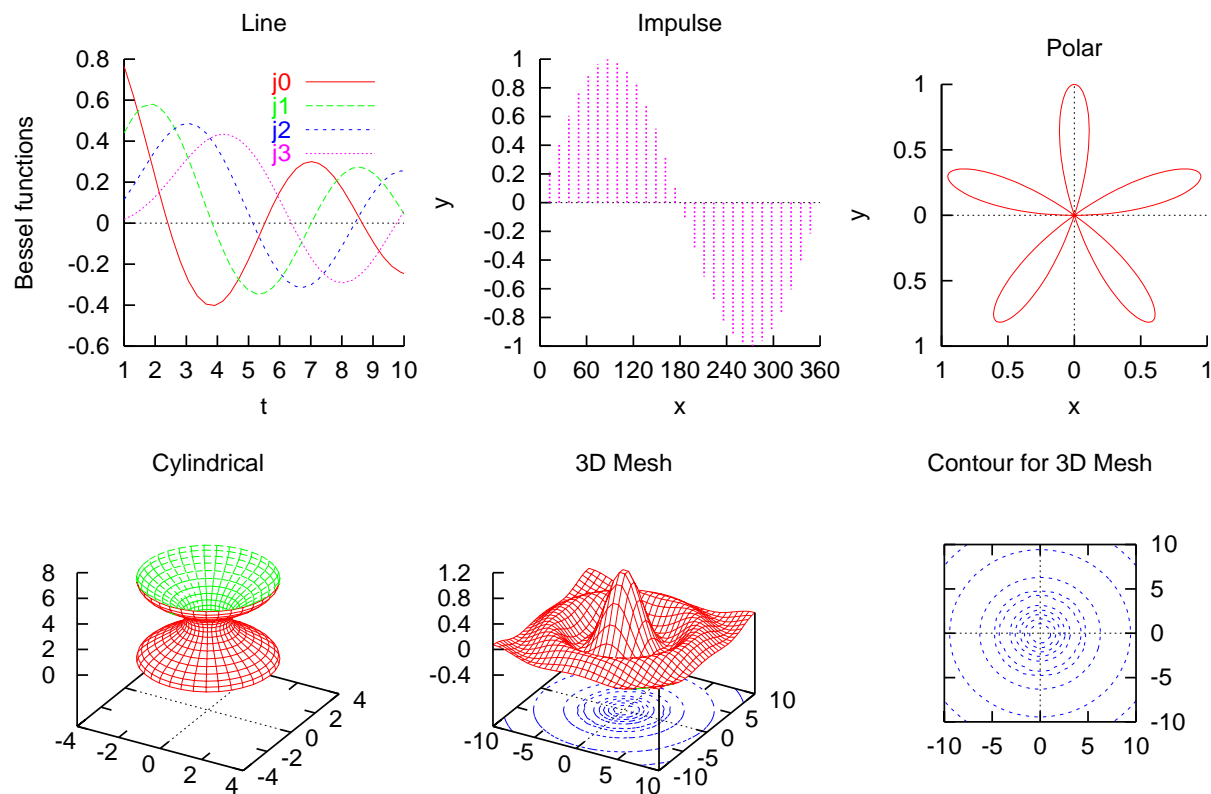 Line
Bessel functions
0.8
0.6
0.4
0.2
0
-0.2
-0.4
-0.6
j0
j1
j2
j3
1 2 3 4 5 6 7 8 9 10
t
Impulse
y
1
0.8
0.6
0.4
0.2
0
0.2
-0.4
-0.6
-0.8
-1
0 60 120 180 240 300 360
x
Polar
y
1
0.5
0
0.5
1
1 0.5 0 0.5 1
x
Cylindrical
8
6
4
2
0
-4 -2 0 2 4
-4 -2 0 2 4
3D Mesh
1.2
0.8
0.4
0
-0.4
-10 -5 0 5 10
-10 -5 0 5 10
Contour for 3D Mesh
10
5
0
-5
-10
-10 -5 0 5 10